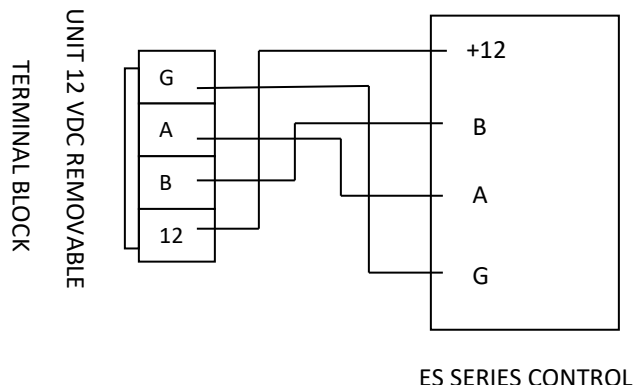 UNIT 12 VDC REMOVABLE
TERMINAL BLOCK
G
A
B
12
+12
B
A
G
ES SERIES CONTROL